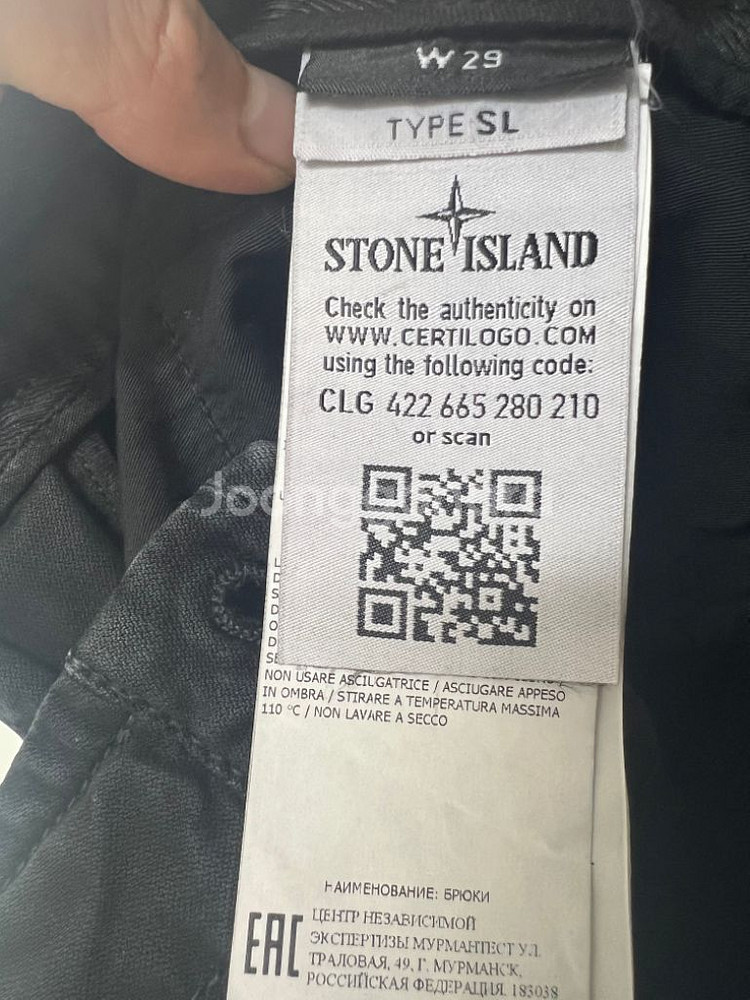 W 29
TYPE SL
STONE ISLAND
Check the authenticity on
WWW.CERTILOGO.COM
using the following code:
CLG 422 665 280 210
or scan
NON USARE ASCILGATRICE / ASCIUGARE APPESO
IN OMBRA / STIRARE A TEMPERATURA MASSIMA
110 °C / NON LAVARE A SECCO
НАИМЕНОВАНИЕ: БРЮКИ
EAC
ЦЕНТР НЕЗАВИСИМОЙ
ЭКСПЕРТИЗЫ МУРМАНТЕСТ УЛ.
ТРАЛОВАЯ, 49, Г. МУРМАНСК,
РОССИЙСКАЯ ФЕДЕРАЦИЯ, 183038